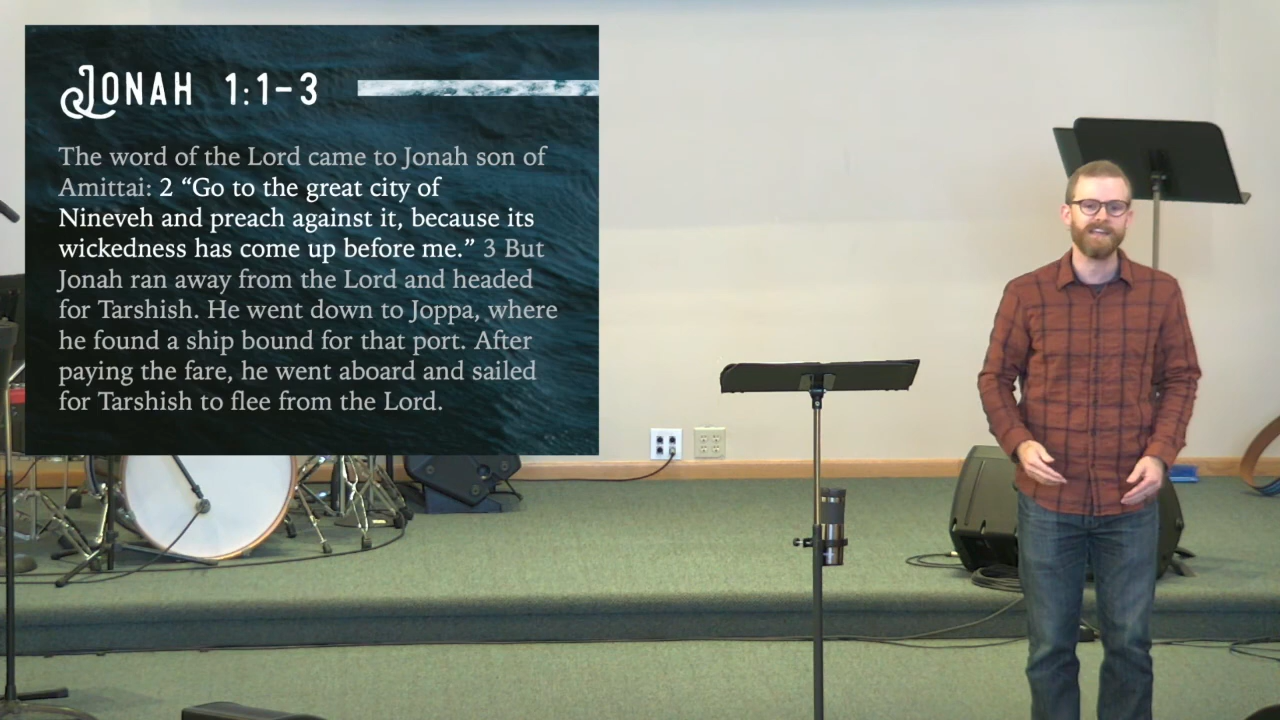 JONAH 1:1-3
The word of the Lord came to Jonah son of
Amittai: 2 “Go to the great city of
Nineveh and preach against it, because its
wickedness has come up before me.” 3 But
Jonah ran away from the Lord and headed
for Tarshish. He went down to Joppa, where
he found a ship bound for that port. After
paying the fare, he went aboard and sailed
for Tarshish to flee from the Lord.